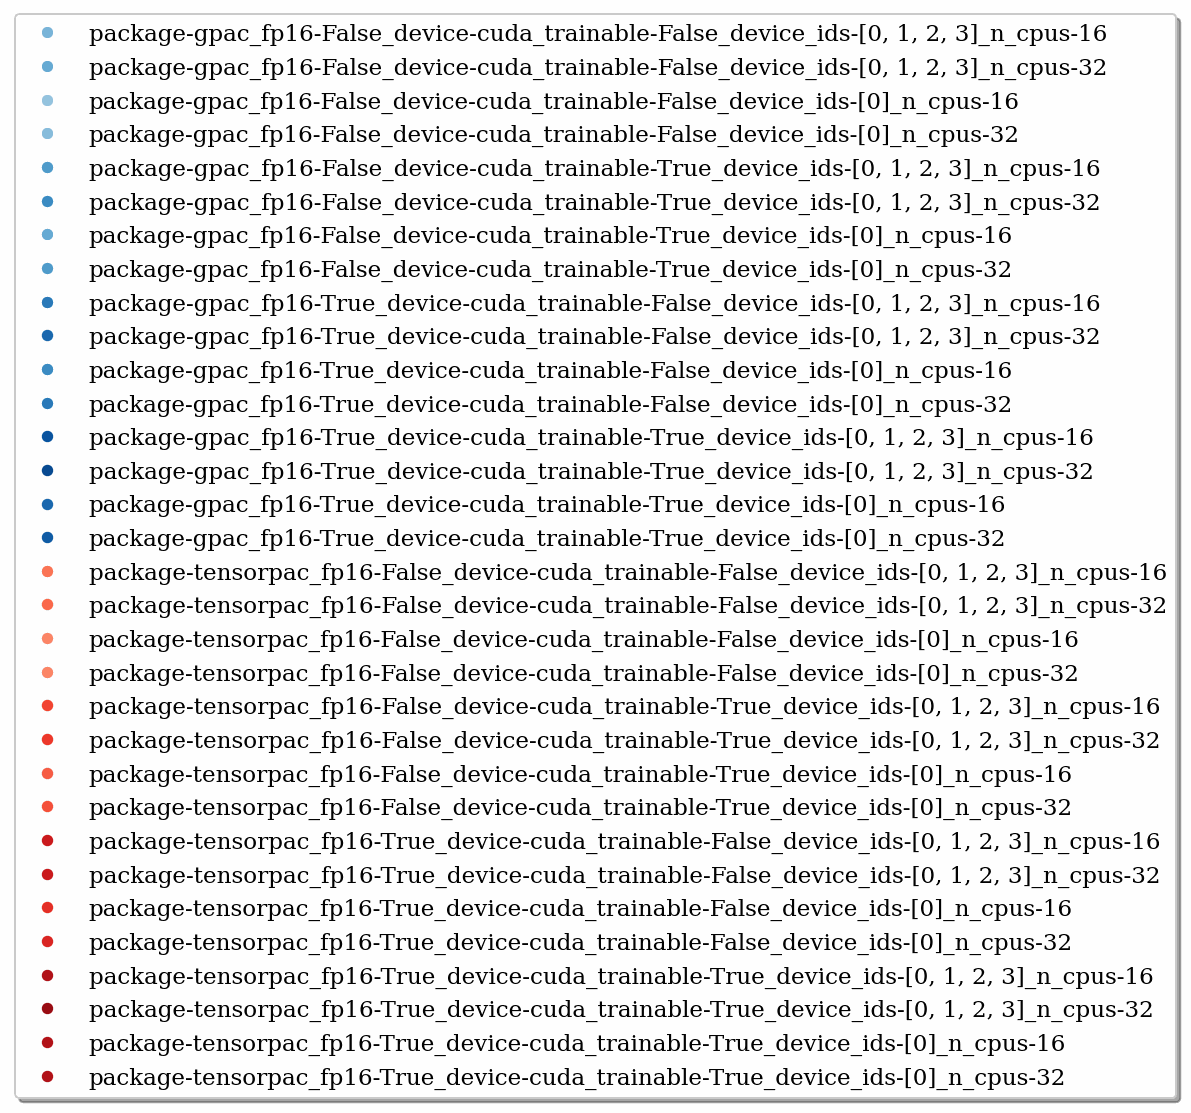 package-gpac_fp16-False_device-cuda_trainable-False_device_ids-[0, 1, 2, 3]_n_cpus-16
package-gpac_fp16-False_device-cuda_trainable-False_device_ids-[0, 1, 2, 3]_n_cpus-32
package-gpac_fp16-False_device-cuda_trainable-False_device_ids-[0]_n_cpus-16
package-gpac_fp16-False_device-cuda_trainable-False_device_ids-[0]_n_cpus-32
package-gpac_fp16-False_device-cuda_trainable-True_device_ids-[0, 1, 2, 3]_n_cpus-16
package-gpac_fp16-False_device-cuda_trainable-True_device_ids-[0, 1, 2, 3]_n_cpus-32
package-gpac_fp16-False_device-cuda_trainable-True_device_ids-[0]_n_cpus-16
package-gpac_fp16-False_device-cuda_trainable-True_device_ids-[0]_n_cpus-32
package-gpac_fp16-True_device-cuda_trainable-False_device_ids-[0, 1, 2, 3]_n_cpus-16
package-gpac_fp16-True_device-cuda_trainable-False_device_ids-[0, 1, 2, 3]_n_cpus-32
package-gpac_fp16-True_device-cuda_trainable-False_device_ids-[0]_n_cpus-16
package-gpac_fp16-True_device-cuda_trainable-False_device_ids-[0]_n_cpus-32
package-gpac_fp16-True_device-cuda_trainable-True_device_ids-[0, 1, 2, 3]_n_cpus-16
package-gpac_fp16-True_device-cuda_trainable-True_device_ids-[0, 1, 2, 3]_n_cpus-32
package-gpac_fp16-True_device-cuda_trainable-True_device_ids-[0]_n_cpus-16
package-gpac_fp16-True_device-cuda_trainable-True_device_ids-[0]_n_cpus-32
package-tensorpac_fp16-False_device-cuda_trainable-False_device_ids-[0, 1, 2, 3]_n_cpus-16
package-tensorpac_fp16-False_device-cuda_trainable-False_device_ids-[0, 1, 2, 3]_n_cpus-32
package-tensorpac_fp16-False_device-cuda_trainable-False_device_ids-[0]_n_cpus-16
package-tensorpac_fp16-False_device-cuda_trainable-False_device_ids-[0]_n_cpus-32
package-tensorpac_fp16-False_device-cuda_trainable-True_device_ids-[0, 1, 2, 3]_n_cpus-16
package-tensorpac_fp16-False_device-cuda_trainable-True_device_ids-[0, 1, 2, 3]_n_cpus-32
package-tensorpac_fp16-False_device-cuda_trainable-True_device_ids-[0]_n_cpus-16
package-tensorpac_fp16-False_device-cuda_trainable-True_device_ids-[0]_n_cpus-32
package-tensorpac_fp16-True_device-cuda_trainable-False_device_ids-[0, 1, 2, 3]_n_cpus-16
package-tensorpac_fp16-True_device-cuda_trainable-False_device_ids-[0, 1, 2, 3]_n_cpus-32
package-tensorpac_fp16-True_device-cuda_trainable-False_device_ids-[0]_n_cpus-16
package-tensorpac_fp16-True_device-cuda_trainable-False_device_ids-[0]_n_cpus-32
package-tensorpac_fp16-True_device-cuda_trainable-True_device_ids-[0, 1, 2, 3]_n_cpus-16
package-tensorpac_fp16-True_device-cuda_trainable-True_device_ids-[0, 1, 2, 3]_n_cpus-32
package-tensorpac_fp16-True_device-cuda_trainable-True_device_ids-[0]_n_cpus-16
package-tensorpac_fp16-True_device-cuda_trainable-True_device_ids-[0]_n_cpus-32